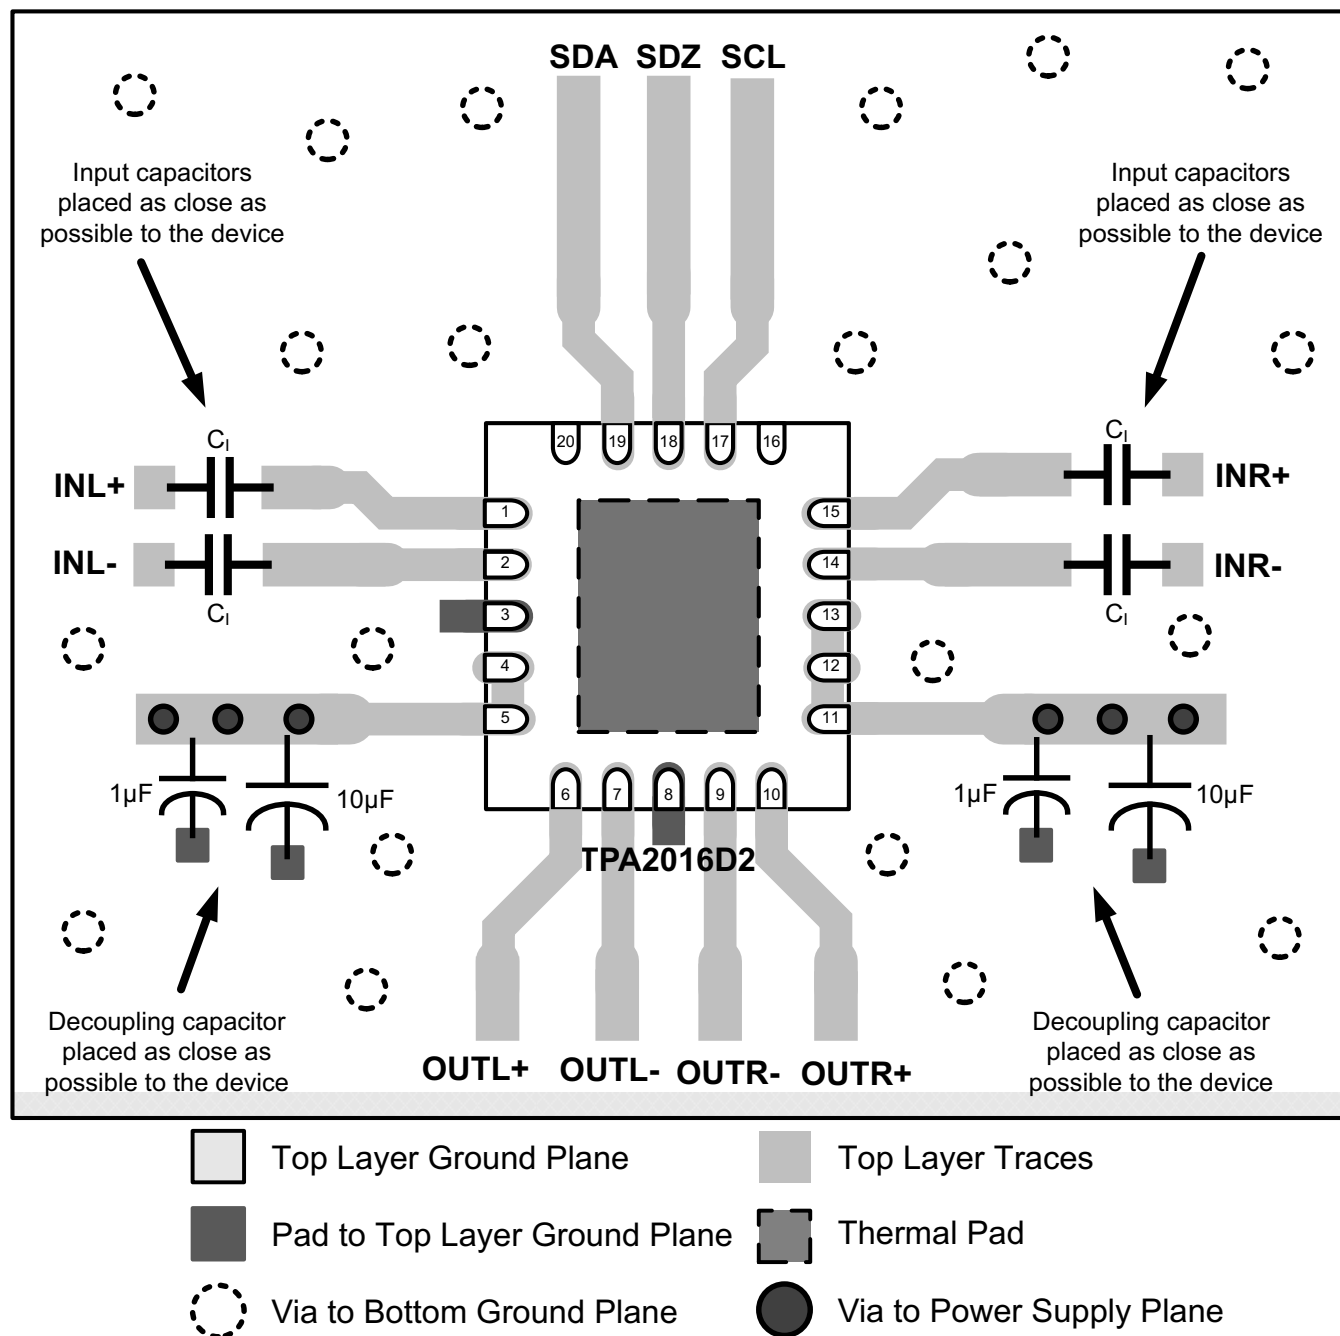 SDA SDZ SCL
Input capacitors
placed as close as
possible to the device
Input capacitors
placed as close as
possible to the device
20 19 18 17 16
CI
CI
INL+
INR+
1
15
INL-
INR-
2
14
CI
CI
3
13
4
12
5
11
1µF
10µF
6 7 8 9 10
1µF
10µF
TPA2016D2
Decoupling capacitor
placed as close as
possible to the device
Decoupling capacitor
placed as close as
possible to the device
OUTL+ OUTL- OUTR- OUTR+
Top Layer Ground Plane
Top Layer Traces
Pad to Top Layer Ground Plane
Thermal Pad
Via to Bottom Ground Plane
Via to Power Supply Plane